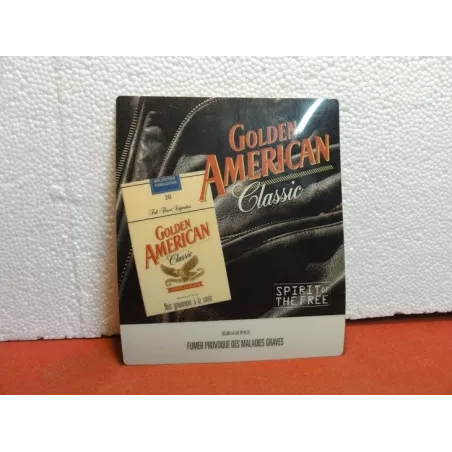 GOLDEN
AMERICAN
Classic
20
GOLDEN
AMERICAN
Classic
Nuit gravement à la santé
SPIRIT OF
THE FREE
FUMER PROVOQUE DES MALADIES GRAVES